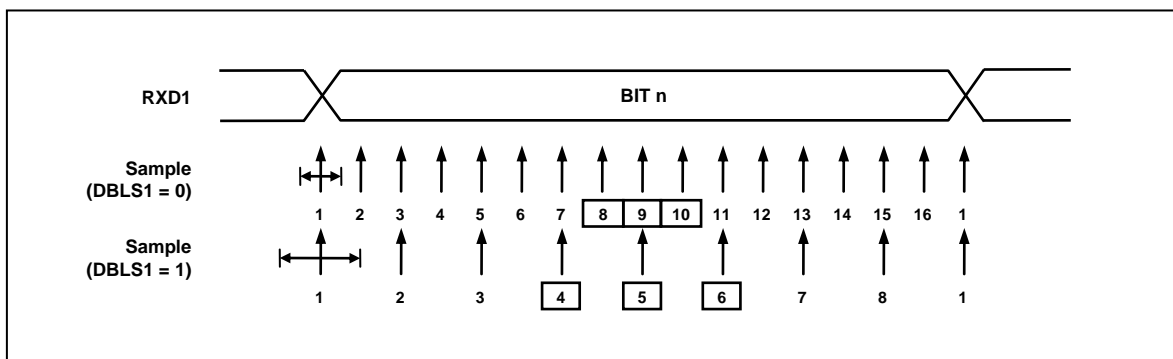 RXD1
BIT n
Sample
(DBLS1 = 0)
1 2 3 4 5 6 7 8 9 10 11 12 13 14 15 16 1
Sample
(DBLS1 = 1)
1 2 3 4 5 6 7 8 1